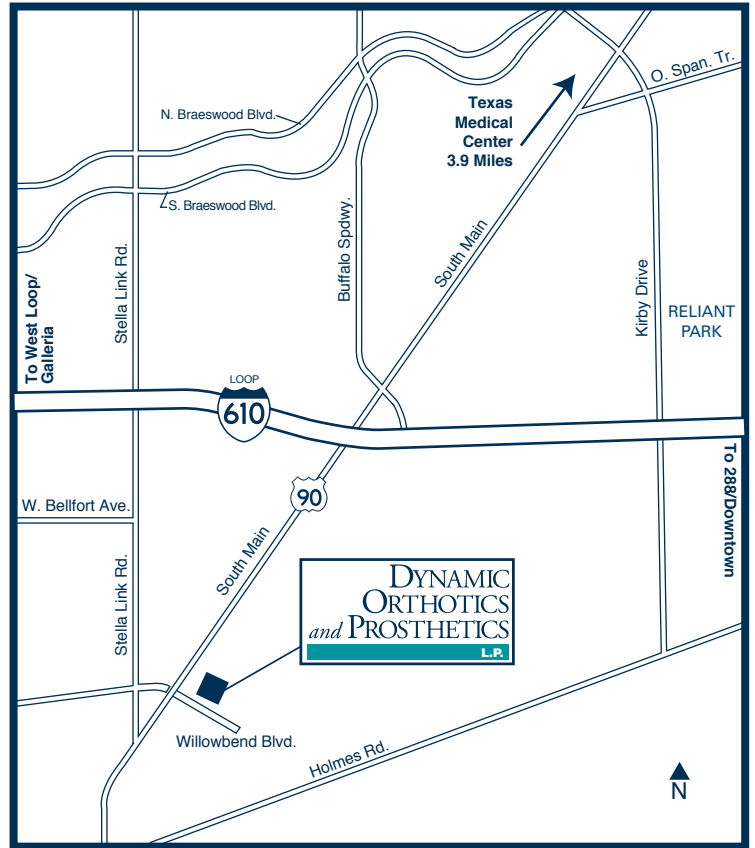 O. Span. Tr.
Texas
Medical
Center
3.9 Miles
N. Braeswood Blvd.
S. Braeswood Blvd.
Buffalo Spdwy.
South Main
Stella Link Rd.
To West Loop/
Galleria
Kirby Drive
RELIANT
PARK
LOOP
610
To 288/Downtown
90
W. Bellfort Ave.
South Main
Stella Link Rd.
DYNAMIC
ORTHOTICS
and PROSTHETICS
L.P.
Willowbend Blvd.
Holmes Rd.
N